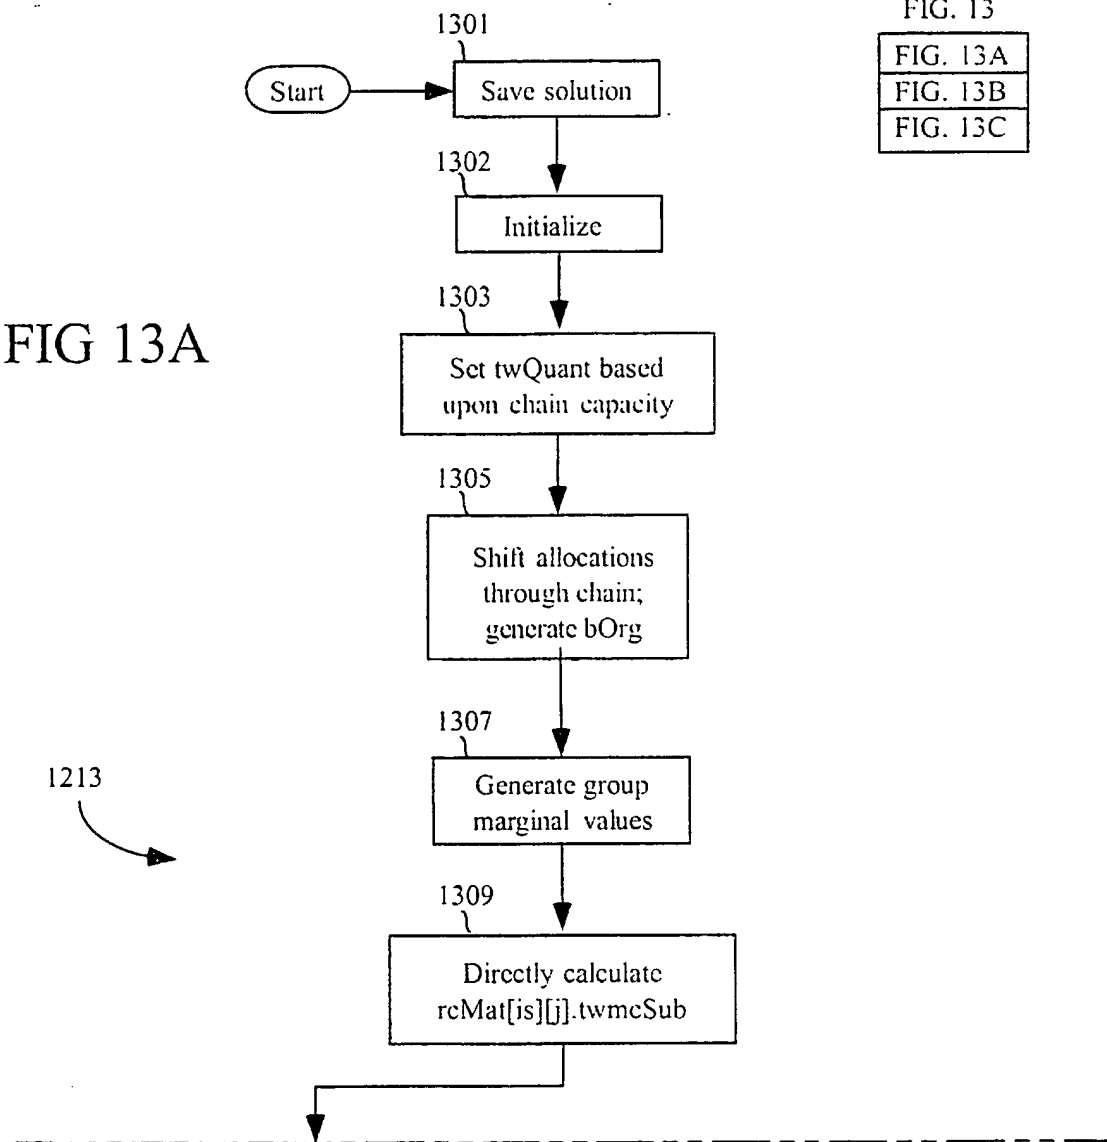 FIG. 13
FIG. 13A
FIG. 13B
FIG. 13C
1301
Start
Save solution
1302
Initialize
1303
FIG 13A
Set twQuant based
upon chain capacity
1305
Shift allocations
through chain;
generate bOrg
1307
Generate group
marginal values
1213
1309
Directly calculate
rcMat[is][j].twmcSub